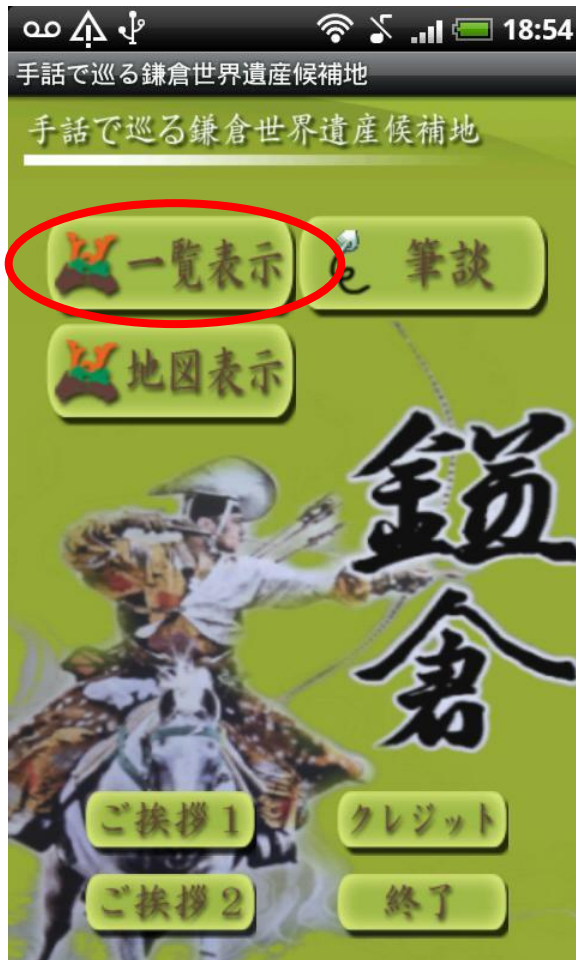 18:54
手話で巡る鎌倉世界遺産候補地
手話で巡る鎌倉世界遺産候補地
一覧表示 筆談
地図表示
鎌倉
ご挨拶1 クレジット
ご挨拶2 終了